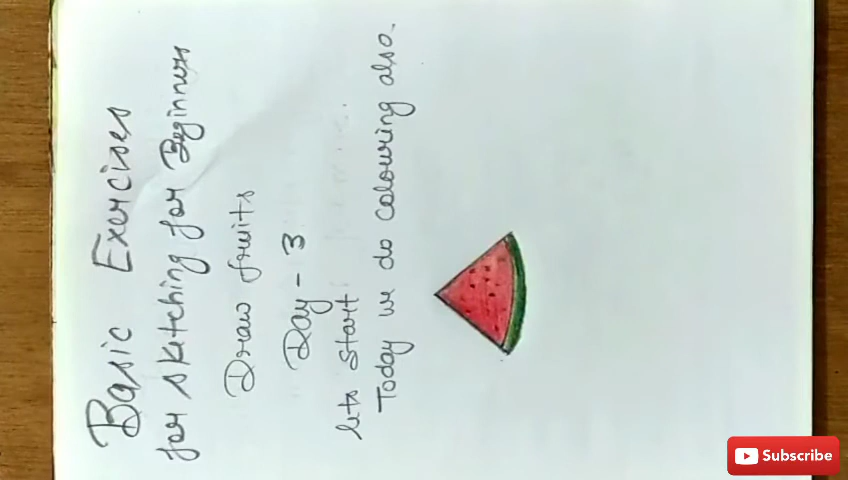 Basic Exercises
for sketching for Beginners
Draw fruits
Day - 3
lets start
Today we do colouring also.
Subscribe